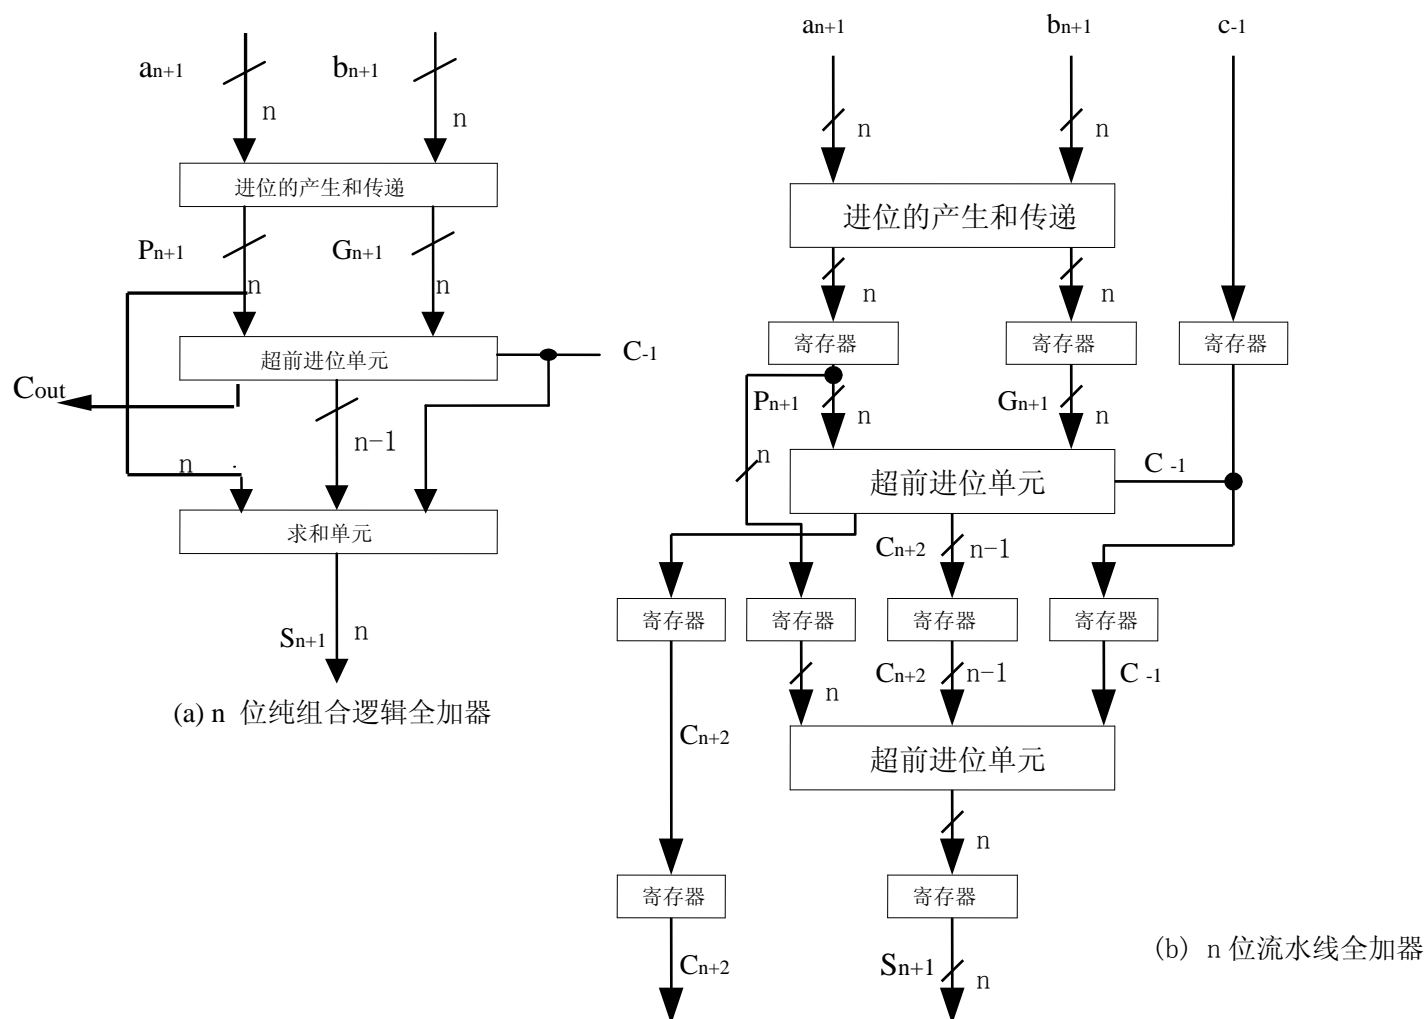 an+1
bn+1
n
n
进位的产生和传递
Pn+1
Gn+1
n
n
超前进位单元
C-1
Cout
n-1
n
求和单元
Sn+1
n
(a) n 位纯组合逻辑全加器
an+1
bn+1
c-1
n
n
进位的产生和传递
n
n
寄存器
寄存器
寄存器
Pn+1
n
Gn+1
n
n
超前进位单元
C -1
Cn+2
n-1
寄存器
寄存器
寄存器
寄存器
n
Cn+2
n-1
C -1
Cn+2
超前进位单元
n
寄存器
寄存器
Cn+2
Sn+1
n
(b) n 位流水线全加器